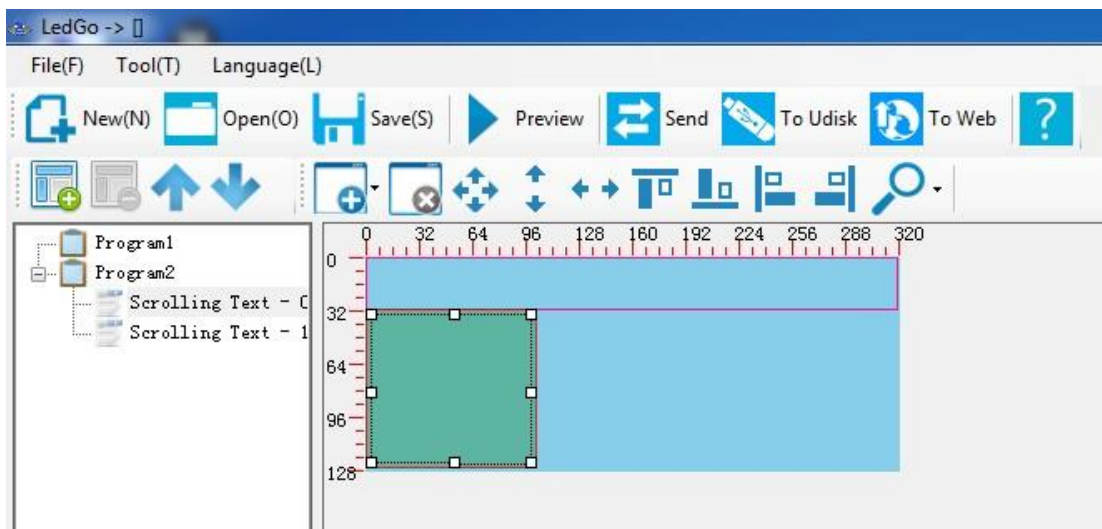 LedGo -> []
File(F) Tool(T) Language(L)
New(N) Open(O) Save(S) Preview Send To Udisk To Web ?
Program1
Program2
Scrolling Text - 0
Scrolling Text - 1
0 32 64 96 128 160 192 224 256 288 320
0
32
64
96
128